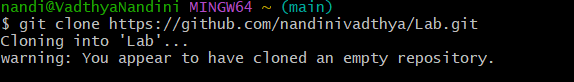 nandi@VadthyaNandini MINGW64 ~ (main)
$ git clone https://github.com/nandinivadthya/Lab.git
Cloning into 'Lab'...
warning: You appear to have cloned an empty repository.